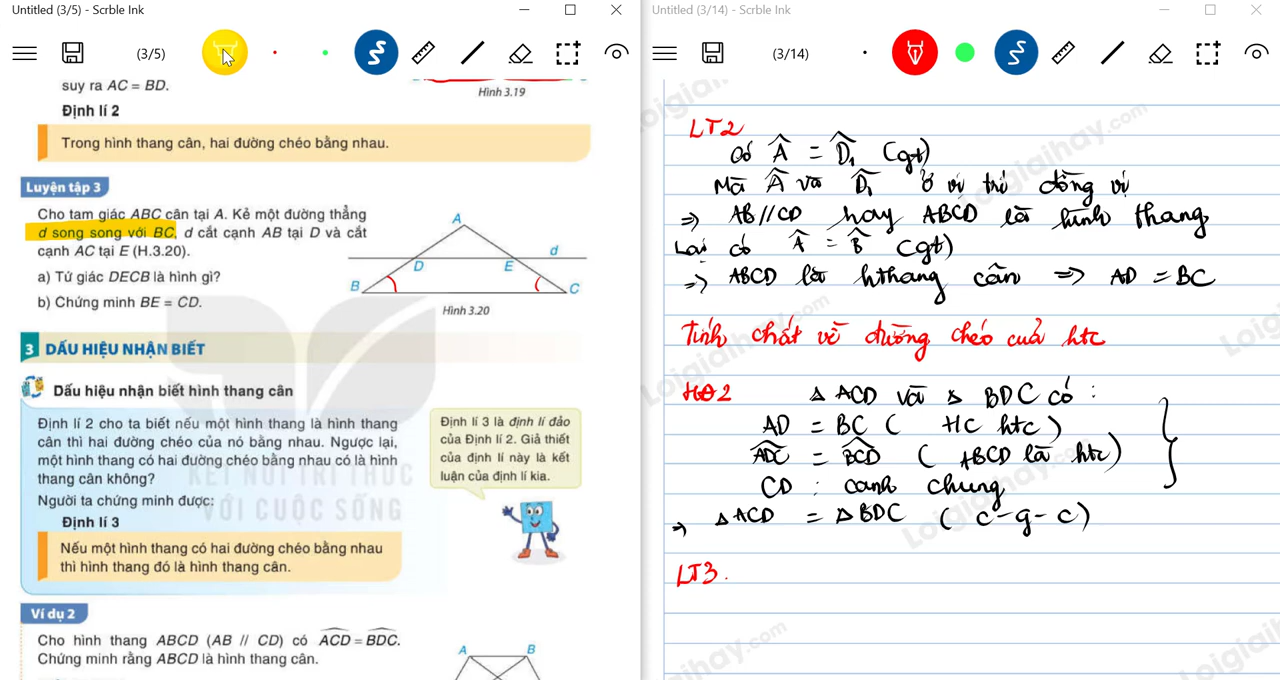 Untitled (3/5) - Scrble Ink
(3/5)
suy ra AC = BD.
Hình 3.19
Định lí 2
Trong hình thang cân, hai đường chéo bằng nhau.
Luyện tập 3
Cho tam giác ABC cân tại A. Kẻ một đường thẳng
d song song với BC, d cắt cạnh AB tại D và cắt
cạnh AC tại E (H.3.20).
a) Tứ giác DECB là hình gì?
b) Chứng minh BE = CD.
A
d
D
E
B
C
Hình 3.20
3 DẤU HIỆU NHẬN BIẾT
Dấu hiệu nhận biết hình thang cân
Định lí 2 cho ta biết nếu một hình thang là hình thang
cân thì hai đường chéo của nó bằng nhau. Ngược lại,
một hình thang có hai đường chéo bằng nhau có là hình
thang cân không?
Người ta chứng minh được:
Định lí 3
Nếu một hình thang có hai đường chéo bằng nhau
thì hình thang đó là hình thang cân.
Định lí 3 là định lí đảo
của Định lí 2. Giả thiết
của định lí này là kết
luận của định lí kia.
KẾT NỐI TRI THỨC
VỚI CUỘC SỐNG
Ví dụ 2
Cho hình thang ABCD (AB // CD) có ACD = BDC.
Chứng minh rằng ABCD là hình thang cân.
A
B
Untitled (3/14) - Scrble Ink
(3/14)
LT2
Có Â = D̂₁ (gt)
Mà Â và D̂₁ ở vị trí đồng vị
=> AB // CD hay ABCD là hình thang
Lại có Â = B̂ (gt)
=> ABCD là hthang cân => AD = BC
Tính chất về đường chéo của htc
HĐ2 Δ ACD và Δ BDC có :
AD = BC ( HC htc )
ADC = BCD ( ABCD là htc )
CD : cạnh chung
=> Δ ACD = Δ BDC ( c - g - c )
LT3.
Loigiaihay.com
Loigiaihay.com
Loigiaihay.com
Loigiaihay.com